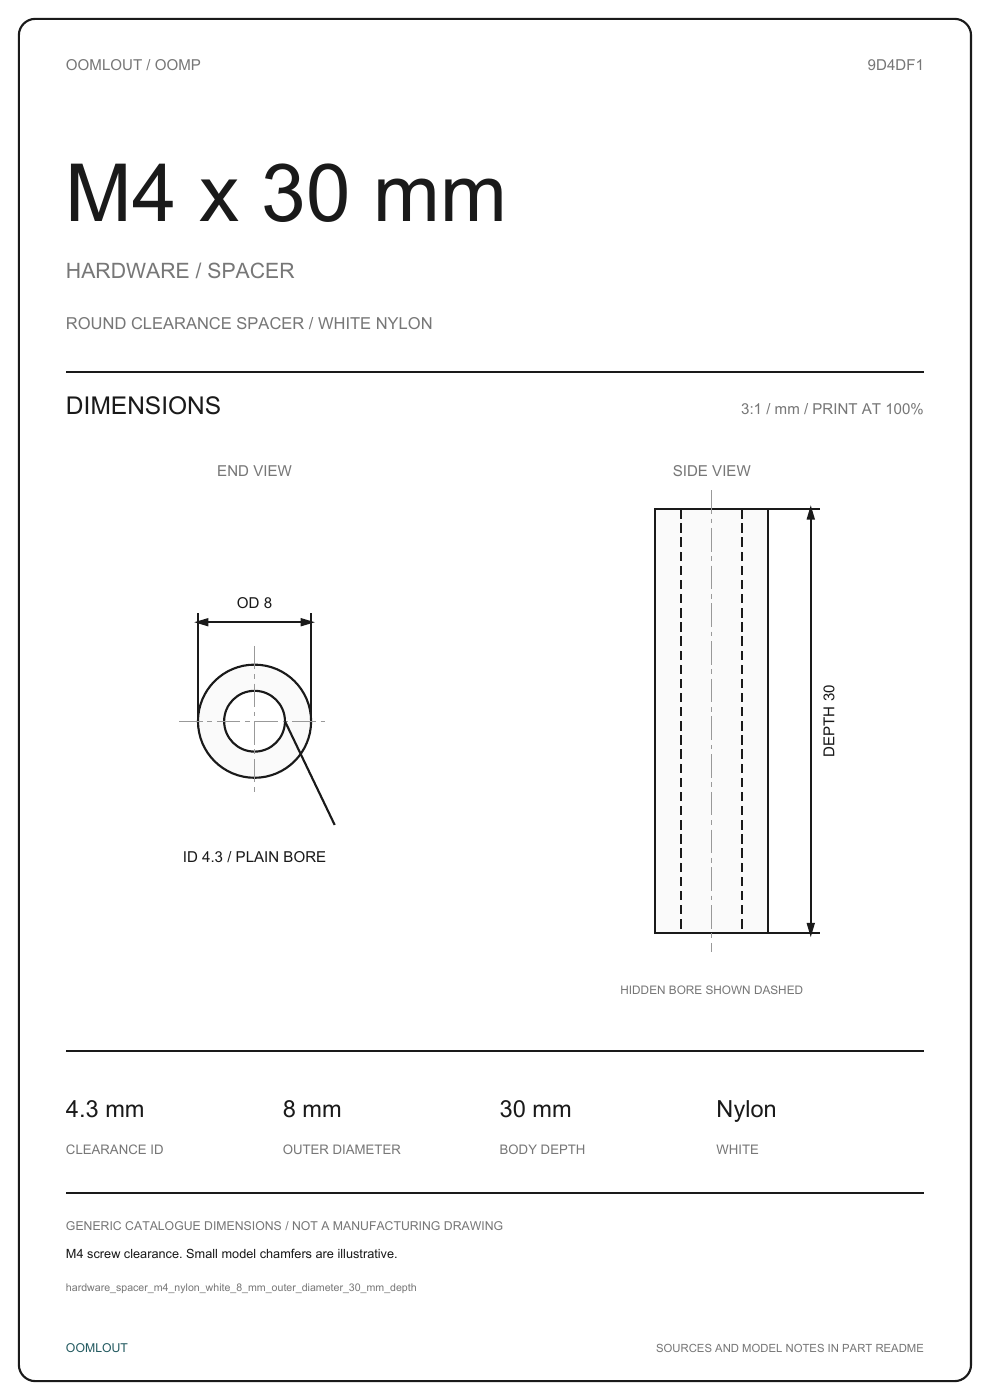 OOMLOUT / OOMP
9D4DF1
M4 x 30 mm
HARDWARE / SPACER
ROUND CLEARANCE SPACER / WHITE NYLON
DIMENSIONS
3:1 / mm / PRINT AT 100%
END VIEW
SIDE VIEW
OD 8
DEPTH 30
ID 4.3 / PLAIN BORE
HIDDEN BORE SHOWN DASHED
4.3 mm
8 mm
30 mm
Nylon
CLEARANCE ID
OUTER DIAMETER
BODY DEPTH
WHITE
GENERIC CATALOGUE DIMENSIONS / NOT A MANUFACTURING DRAWING
M4 screw clearance. Small model chamfers are illustrative.
hardware_spacer_m4_nylon_white_8_mm_outer_diameter_30_mm_depth
OOMLOUT
SOURCES AND MODEL NOTES IN PART README